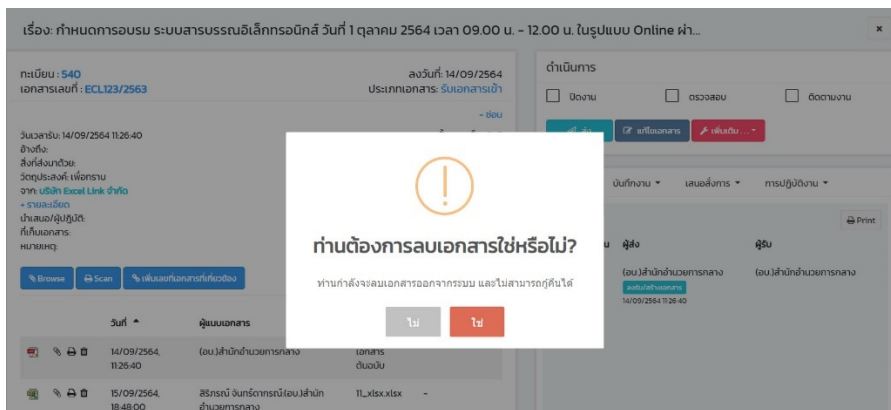 เรื่อง: กำหนดการอบรม ระบบสารบรรณอิเล็กทรอนิกส์ วันที่ 1 ตุลาคม 2564 เวลา 09.00 น. - 12.00 น. ในรูปแบบ Online ผ่า...
ทะเบียน : 540
ลงวันที่: 14/09/2564
เอกสารเลขที่ : ECL123/2563
ประเภทเอกสาร: รับเอกสารเข้า
- ซ่อน
วันเวลารับ: 14/09/2564 11:26:40
อ้างถึง:
สิ่งที่ส่งมาด้วย:
วัตถุประสงค์: เพื่อทราบ
จาก: บริษัท Excel Link จำกัด
+ รายละเอียด
นำเสนอ/ผู้ปฏิบัติ:
ที่เก็บเอกสาร:
หมายเหตุ:
Browse
Scan
เพิ่มเลขที่เอกสารที่เกี่ยวข้อง
วันที่
ผู้แนบเอกสาร
14/09/2564, 11:26:40
(อบ.)สำนักอำนวยการกลาง
เอกสาร
ต้นฉบับ
15/09/2564, 18:48:00
สิริกรณ์ จันทร์ดาภรณ์(อบ.)สำนัก
อำนวยการกลาง
11_xlsx.xlsx
-
ดำเนินการ
ปิดงาน
ตรวจสอบ
ติดตามงาน
แก้ไขเอกสาร
เพิ่มเติม...
บันทึกงาน
เสนอสั่งการ
การปฏิบัติงาน
Print
ผู้ส่ง
ผู้รับ
(อบ.)สำนักอำนวยการกลาง
(อบ.)สำนักอำนวยการกลาง
ลงรับ/สร้างเอกสาร
14/09/2564 11:26:40
ท่านต้องการลบเอกสารใช่หรือไม่?
ท่านกำลังจะลบเอกสารออกจากระบบ และไม่สามารถกู้คืนได้
ไม่
ใช่